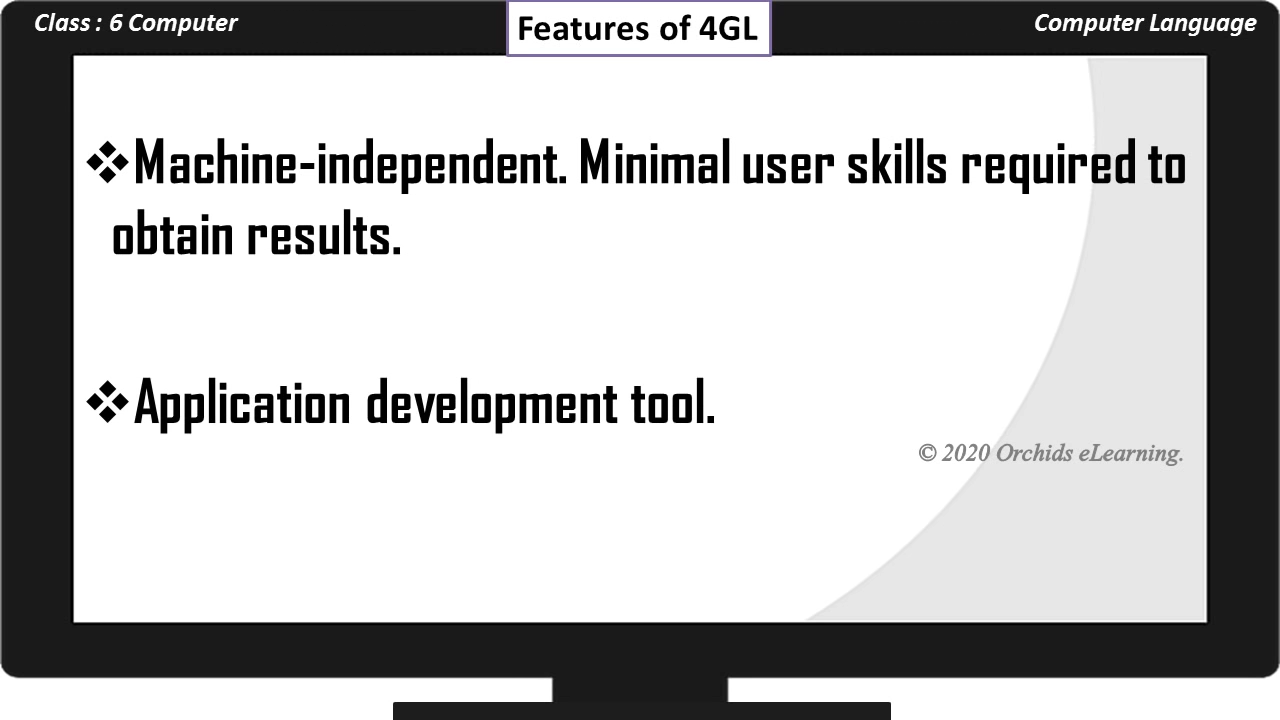 Class : 6 Computer
Features of 4GL
Computer Language
❖Machine-independent. Minimal user skills required to
obtain results.
❖Application development tool.
© 2020 Orchids eLearning.